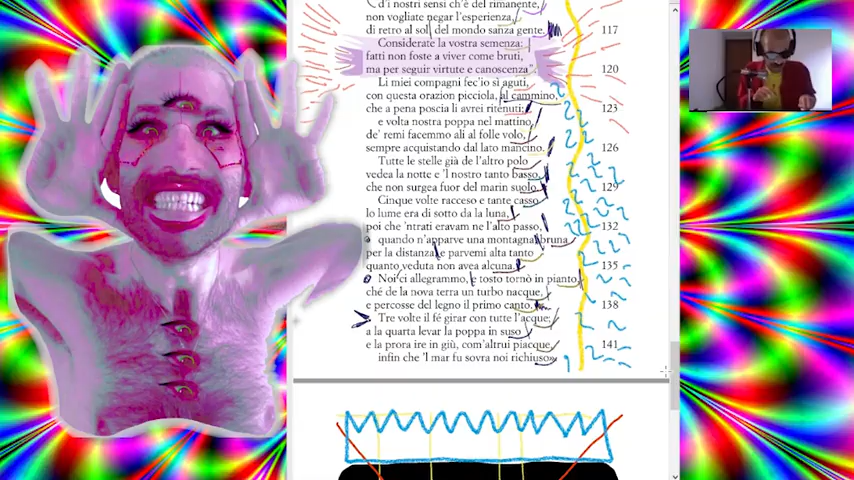 d'i nostri sensi ch'è del rimanente,
non vogliate negar l'esperienza,
di retro al sol, del mondo sanza gente. 117
Considerate la vostra semenza:
fatti non foste a viver come bruti,
ma per seguir virtute e canoscenza". 120
Li miei compagni fec'io sì aguti,
con questa orazion picciola, al cammino,
che a pena poscia li avrei ritenuti; 123
e volta nostra poppa nel mattino,
de' remi facemmo ali al folle volo,
sempre acquistando dal lato mancino. 126
Tutte le stelle già de l'altro polo
vedea la notte e 'l nostro tanto basso,
che non surgea fuor del marin suolo. 129
Cinque volte racceso e tante casso
lo lume era di sotto da la luna,
poi che 'ntrati eravam ne l'alto passo, 132
quando n'apparve una montagna, bruna
per la distanza, e parvemi alta tanto
quanto veduta non avea alcuna. 135
Noi ci allegrammo, e tosto tornò in pianto,
ché de la nova terra un turbo nacque,
e percosse del legno il primo canto. 138
Tre volte il fé girar con tutte l'acque;
a la quarta levar la poppa in suso
e la prora ire in giù, com'altrui piacque, 141
infin che 'l mar fu sovra noi richiuso».